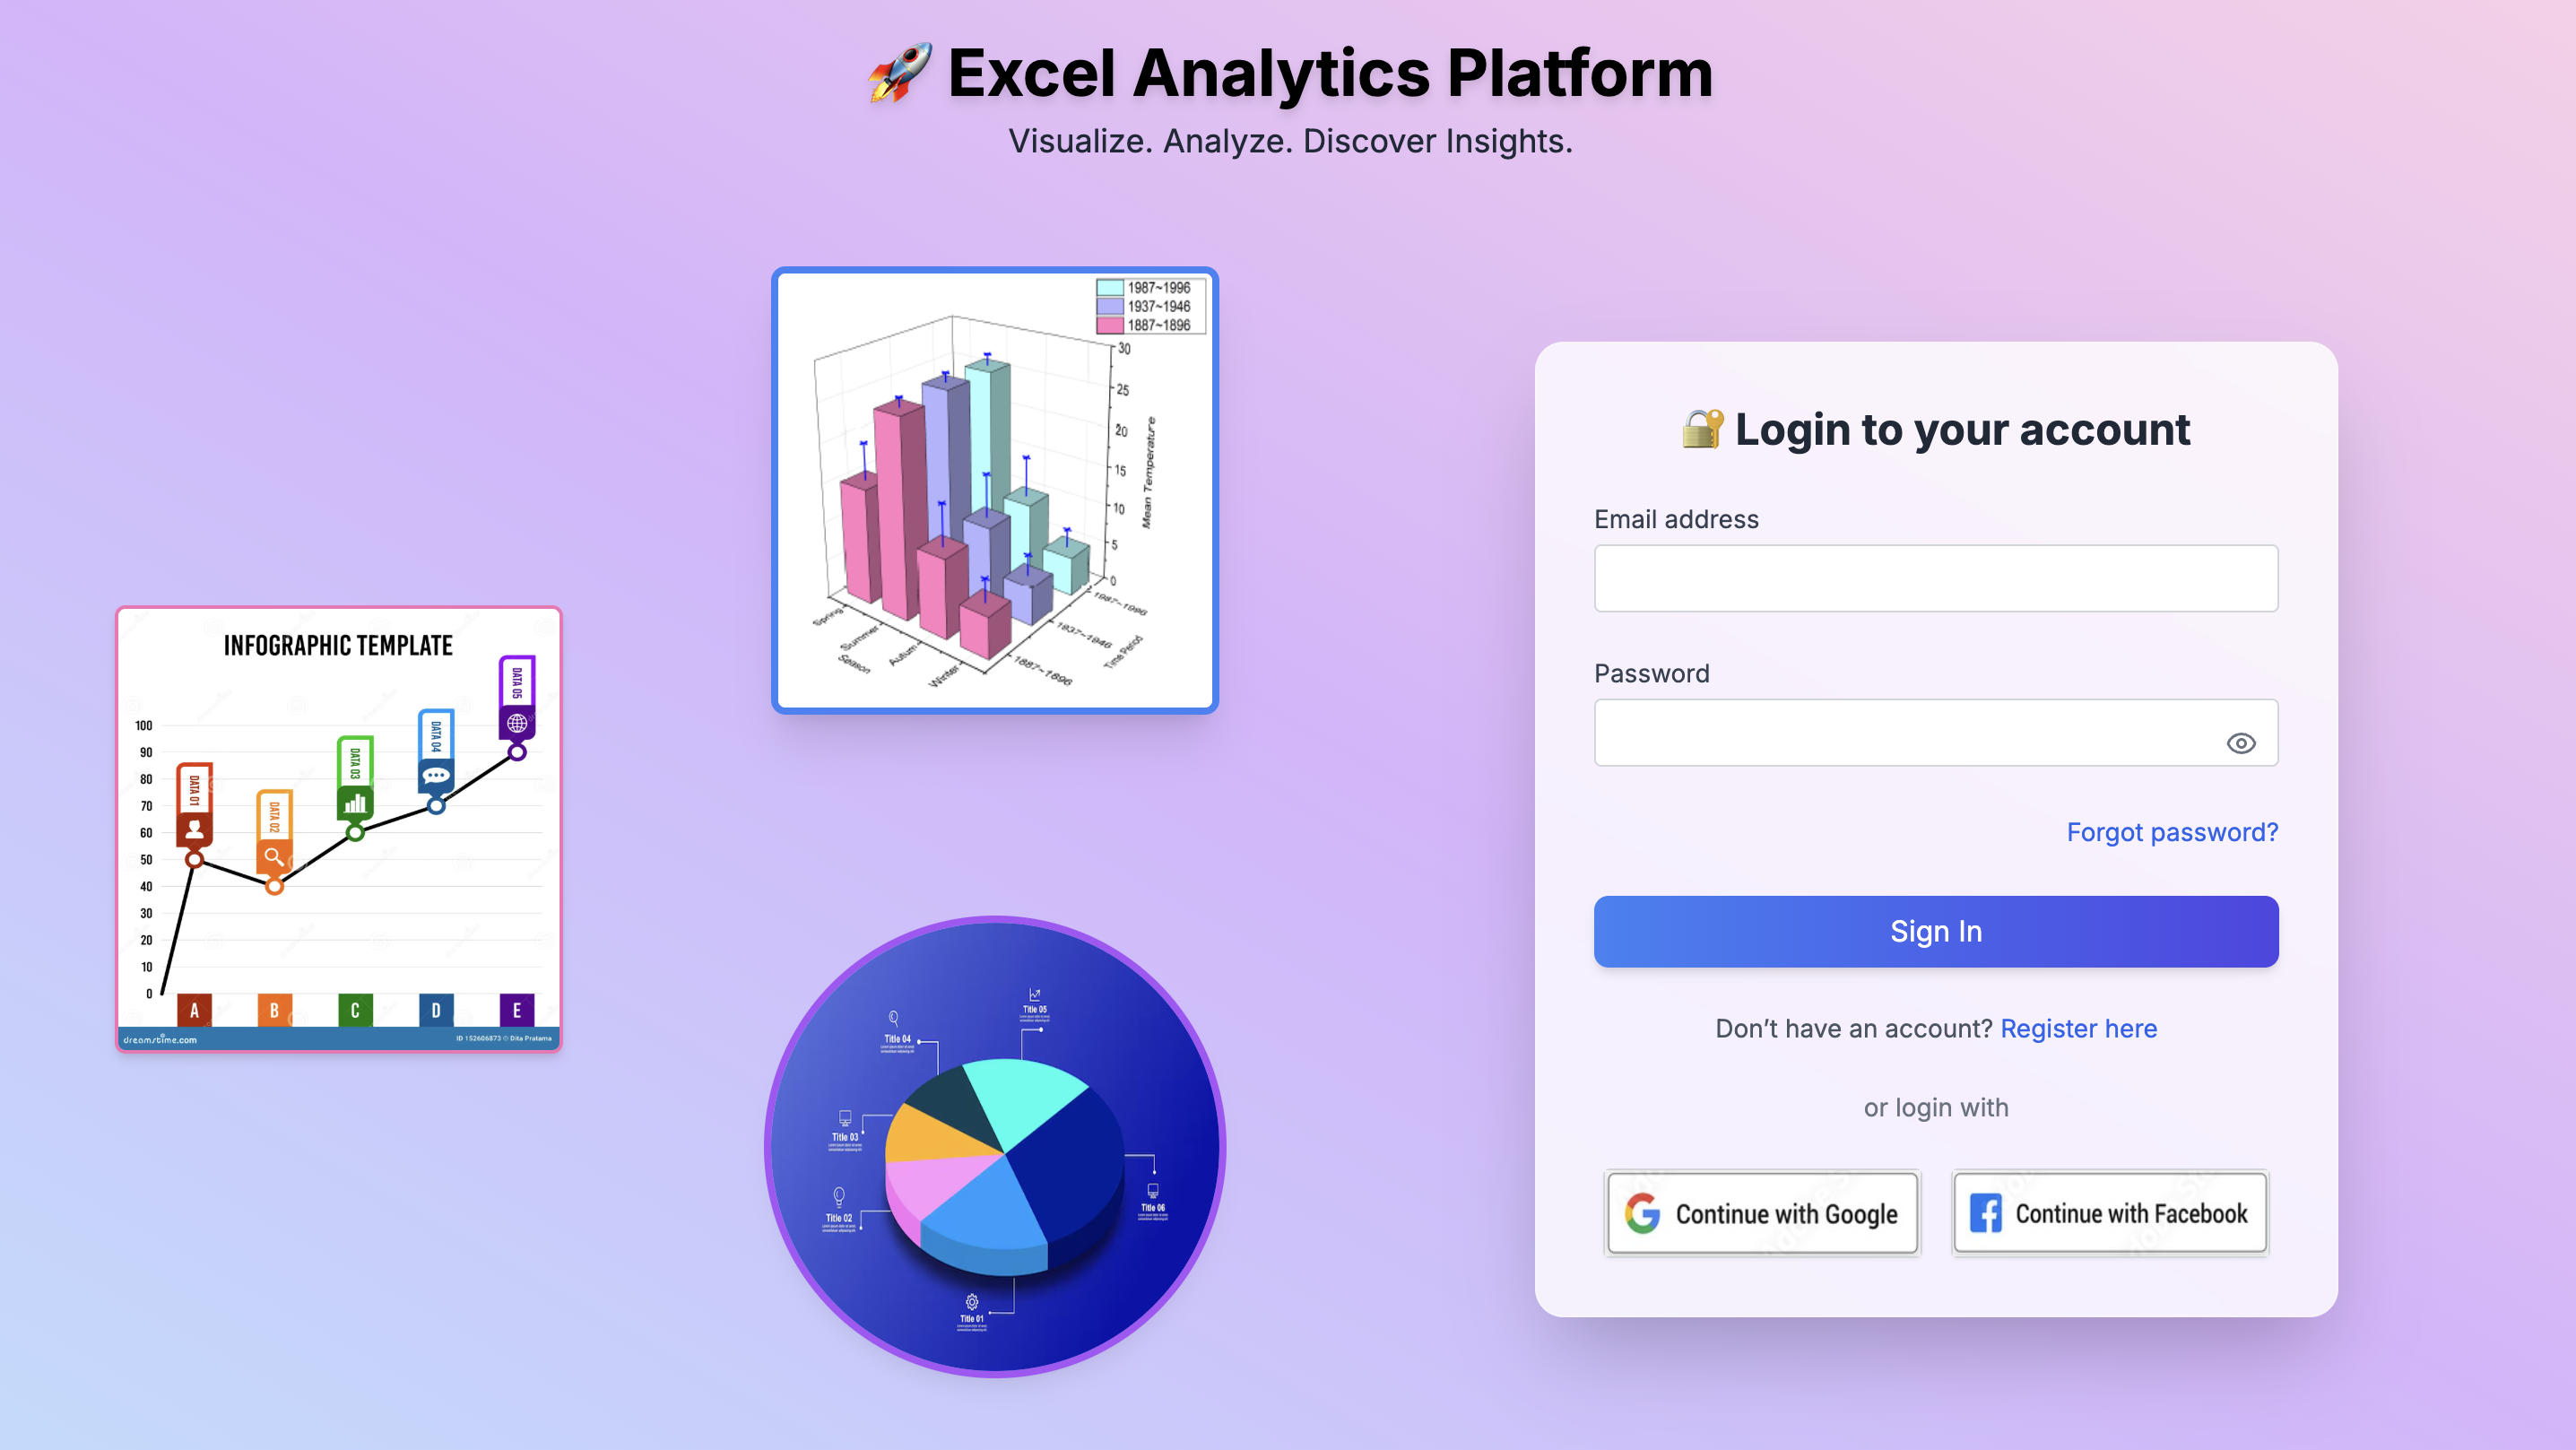 🚀 Excel Analytics Platform
Visualize. Analyze. Discover Insights.
1987~1996
1937~1946
1887~1896
30
25
20
15
10
5
0
Mean Temperature
Spring
Summer
Autum
Winter
Season
1887~1896
1937~1946
1987~1996
Time Period
INFOGRAPHIC TEMPLATE
DATA 01
DATA 02
DATA 03
DATA 04
DATA 05
100
90
80
70
60
50
40
30
20
10
0
A
B
C
D
E
dreamstime.com
ID 152606873 © Dita Pratama
Title 05
Title 04
Title 03
Title 02
Title 06
Title 01
🔐 Login to your account
Email address
Password
Forgot password?
Sign In
Don’t have an account? Register here
or login with
Continue with Google
Continue with Facebook